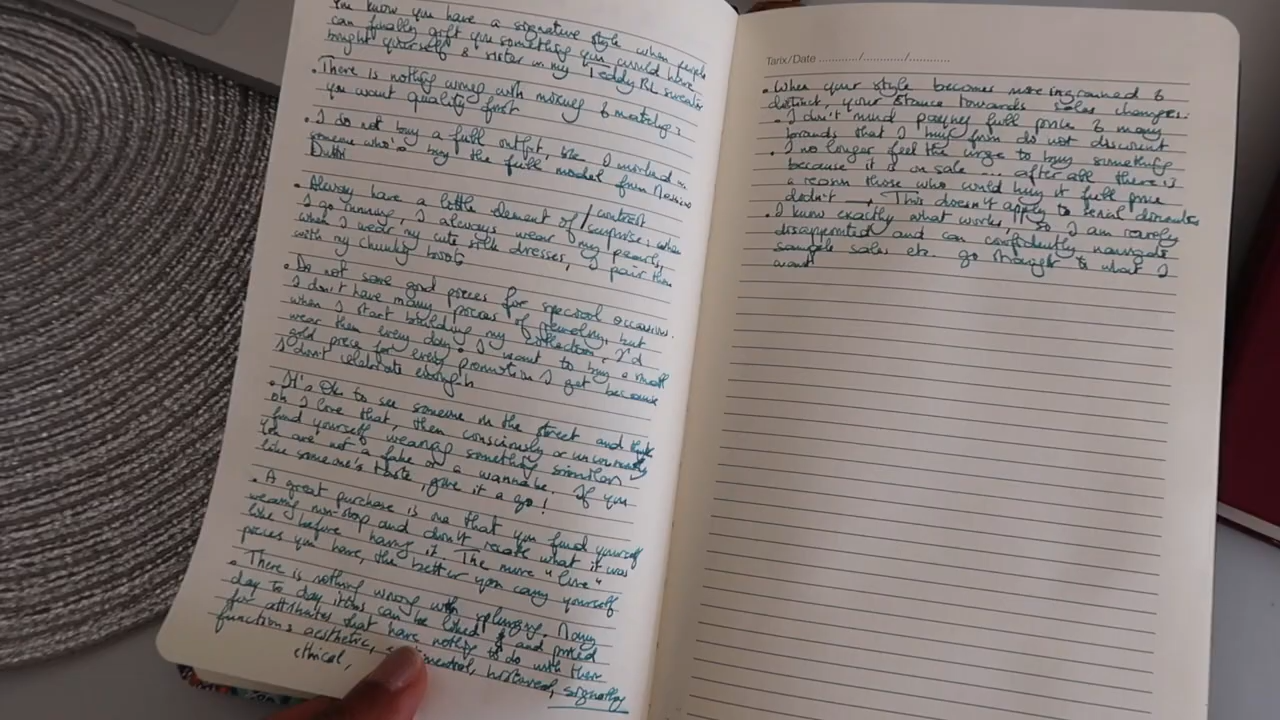 You know you have a signature style when people
can finally gift you something you would have
bought yourself & sister in my Teddy RL sweater
. There is nothing wrong with mixing & matching
you want quality first
. I do not buy a full outfit, like I worked in
someone who'd buy the full model from Massimo
Dutti
. Always have a little element of / contrast
surprise: when
I go running, I always wear my pearls,
when I wear my cute silk dresses, I pair them
with my chunky boots
. Do not save good pieces for special occasions.
I don't have many pieces of jewelry, but
when I start building my collection, I'd
wear them every day. I want to buy a small
gold piece for every promotion I get because
I don't celebrate enough
. It's ok to see someone in the street and think
oh I love that, then consciously or unconsciously
find yourself wearing something similar
You are not a fake or a wannabe. If you
like someone's taste, give it a go!
. A great purchase is one that you find yourself
wearing non-stop and don't recall what it was
like before having it. The more "live"
pieces you have, the better you carry yourself
. There is nothing wrong with splurging. Many
day to day items can be liked and priced
for attributes that have nothing to do with their
functions aesthetic, historical, signaling
ethical,
Tarix/Date ............/............/............
. When your style becomes more ingrained &
distinct, your stance towards sales changes.
. I don't mind paying full price & many
brands that I buy from do not discount
. I no longer feel the urge to buy something
because it is on sale ... after all there is
a reason those who would buy it full price
didn't → This doesn't apply to serial discounts
. I know exactly what works, so I am rarely
disappointed and can confidently navigate
sample sales etc. go straight to what I
want